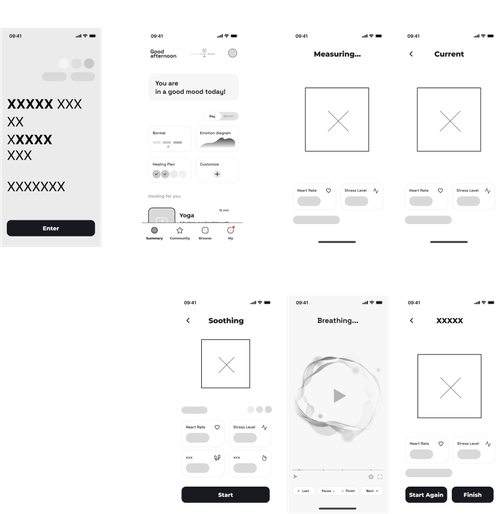 09:41
XXXXX XXX
XX
XXXXX
XXX
XXXXXXX
Enter
09:41
Good
afternoon
You are
in a good mood today!
Day
Normal
Emotion diagram
Healing Plan
Customize
Healing for you
15 min
Yoga
Summary
Community
Browse
My
09:41
Measuring...
Heart Rate
Stress Level
09:41
Current
Heart Rate
Stress Level
09:41
Soothing
Heart Rate
Stress Level
xxx
xxx
Start
09:41
Breathing...
Last
Pause
Finish
Next
09:41
XXXXX
Heart Rate
Stress Level
Start Again
Finish